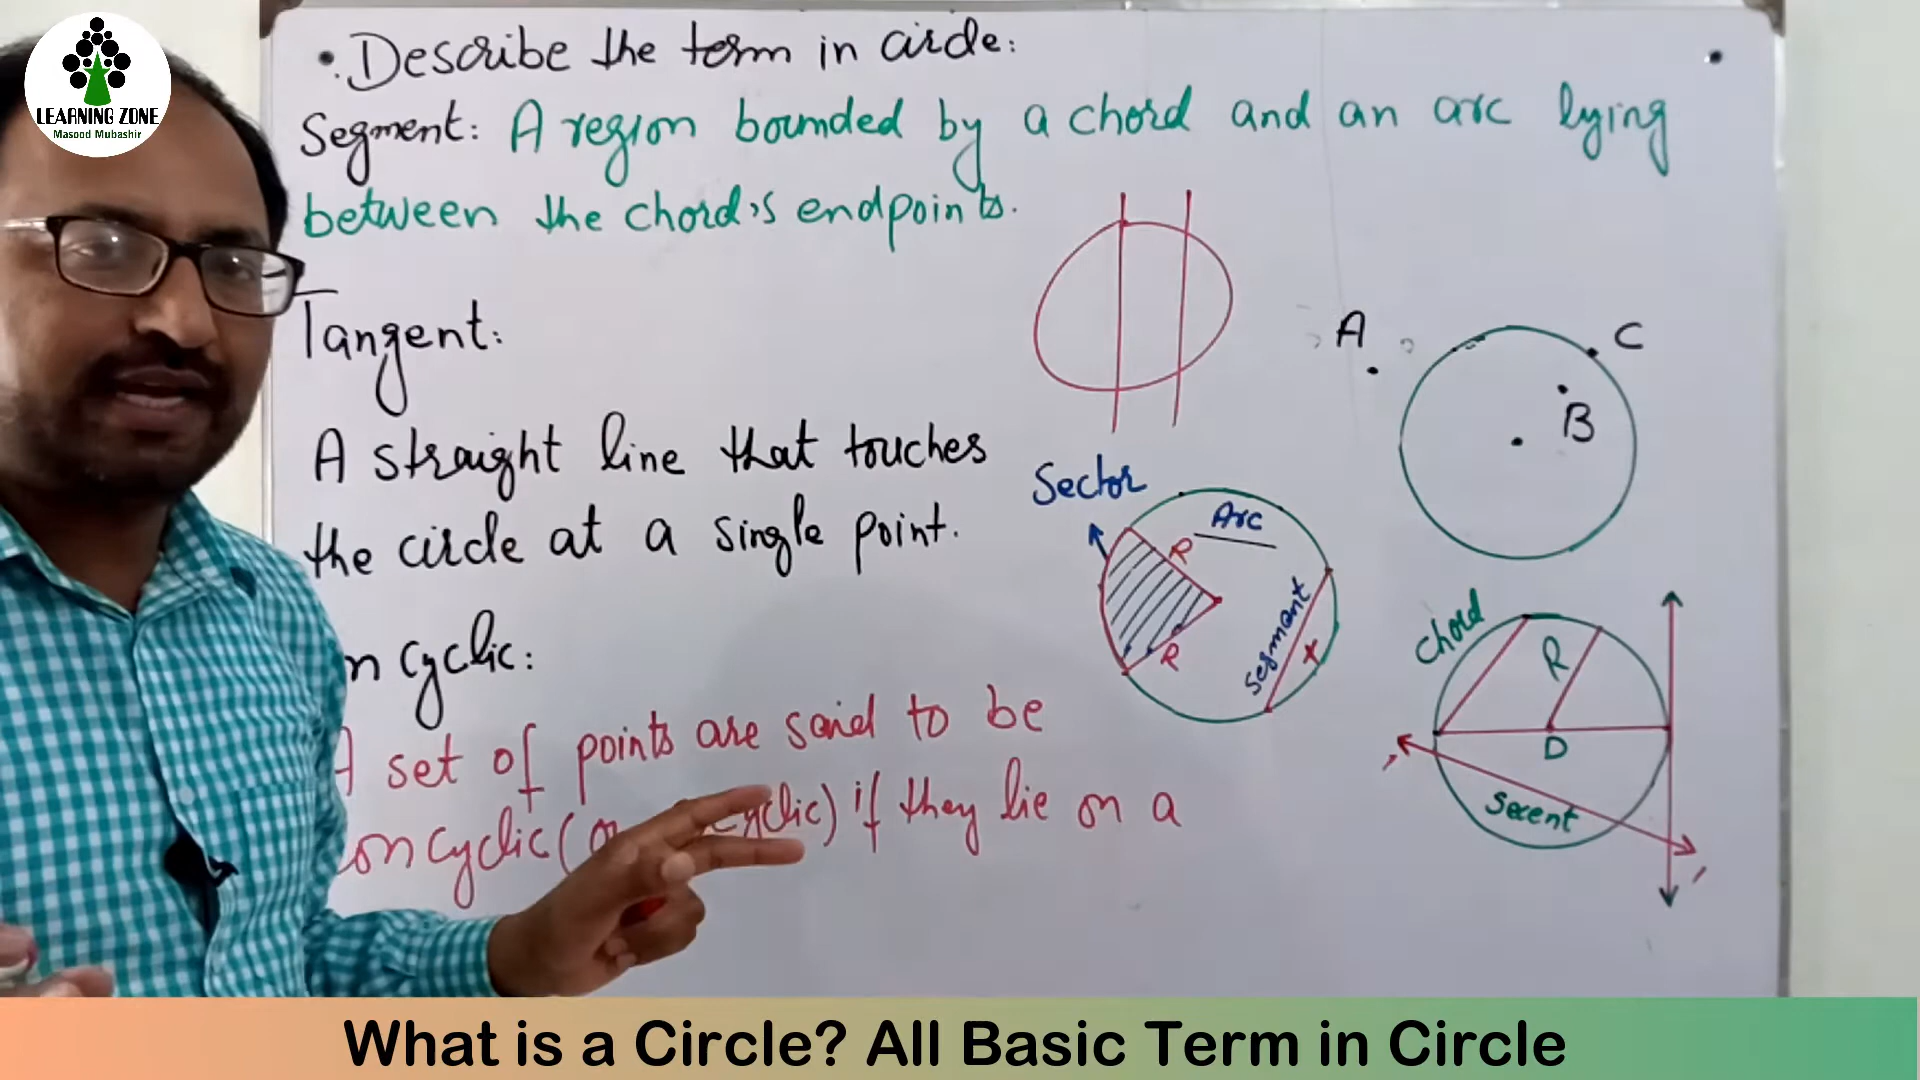 LEARNING ZONE
Masood Mubashir
• Describe the term in circle:
Segment: A region bounded by a chord and an arc lying
between the chord's endpoints.
Tangent:
A straight line that touches
the circle at a single point.
Cyclic:
set of points are said to be
cyclic) if they lie on a
A
C
B
Sector
Arc
R
R
Segment
Chord
R
D
Secent
What is a Circle? All Basic Term in Circle